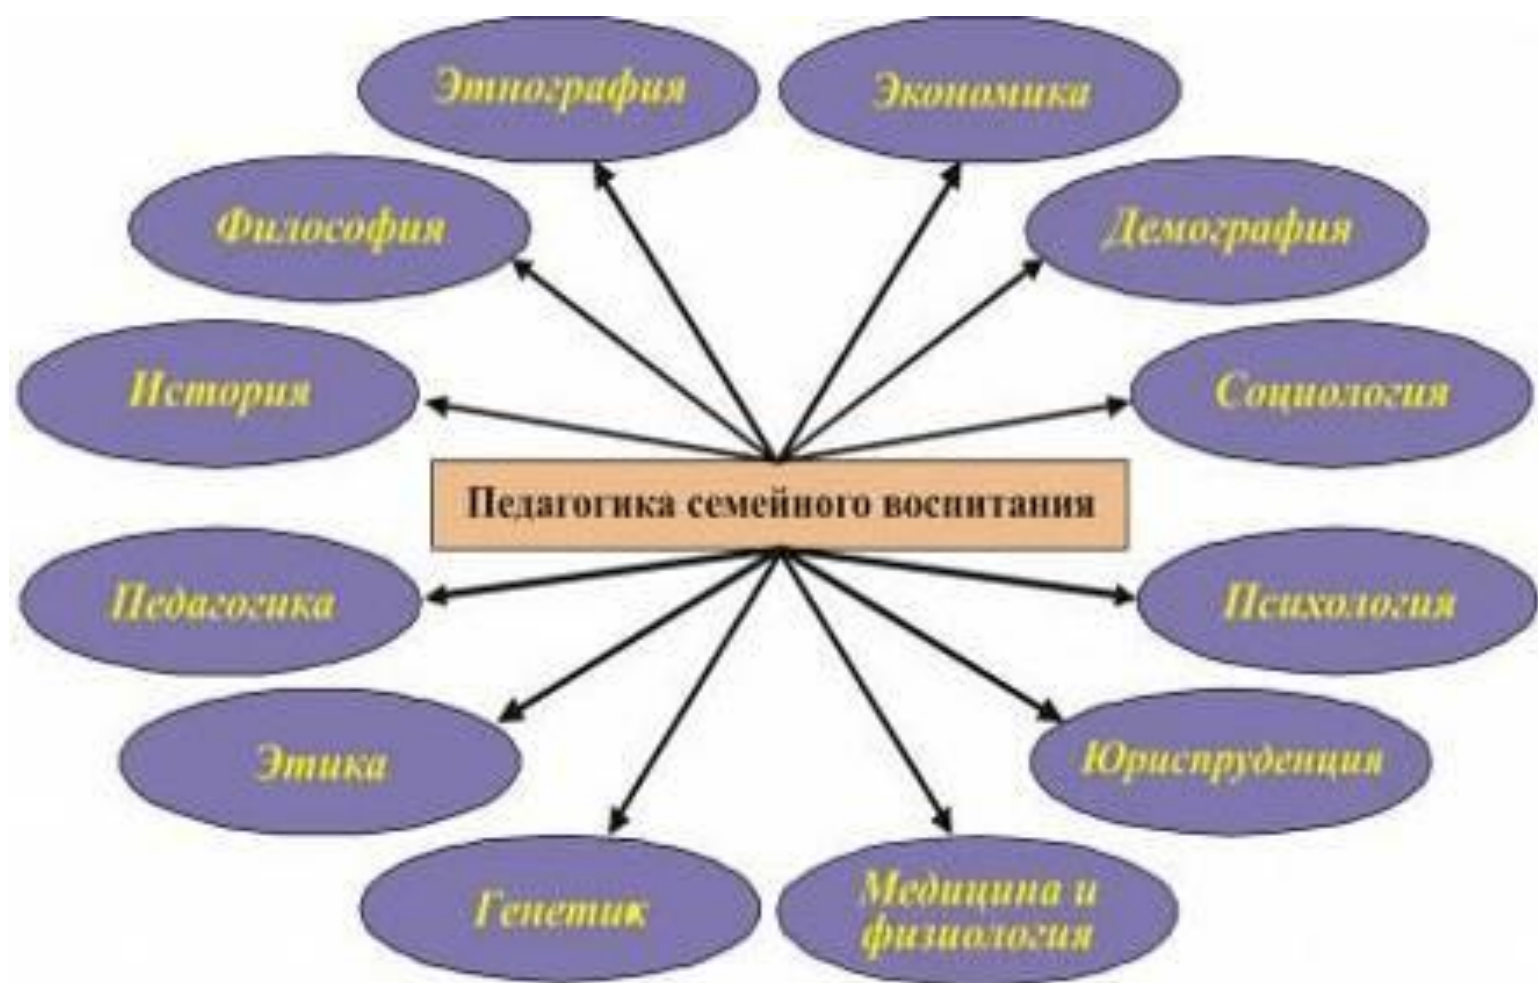 Этнография
Экономика
Философия
Демография
История
Социология
Педагогика семейного воспитания
Педагогика
Психология
Этика
Юриспруденция
Генетик
Медицина и
физиология